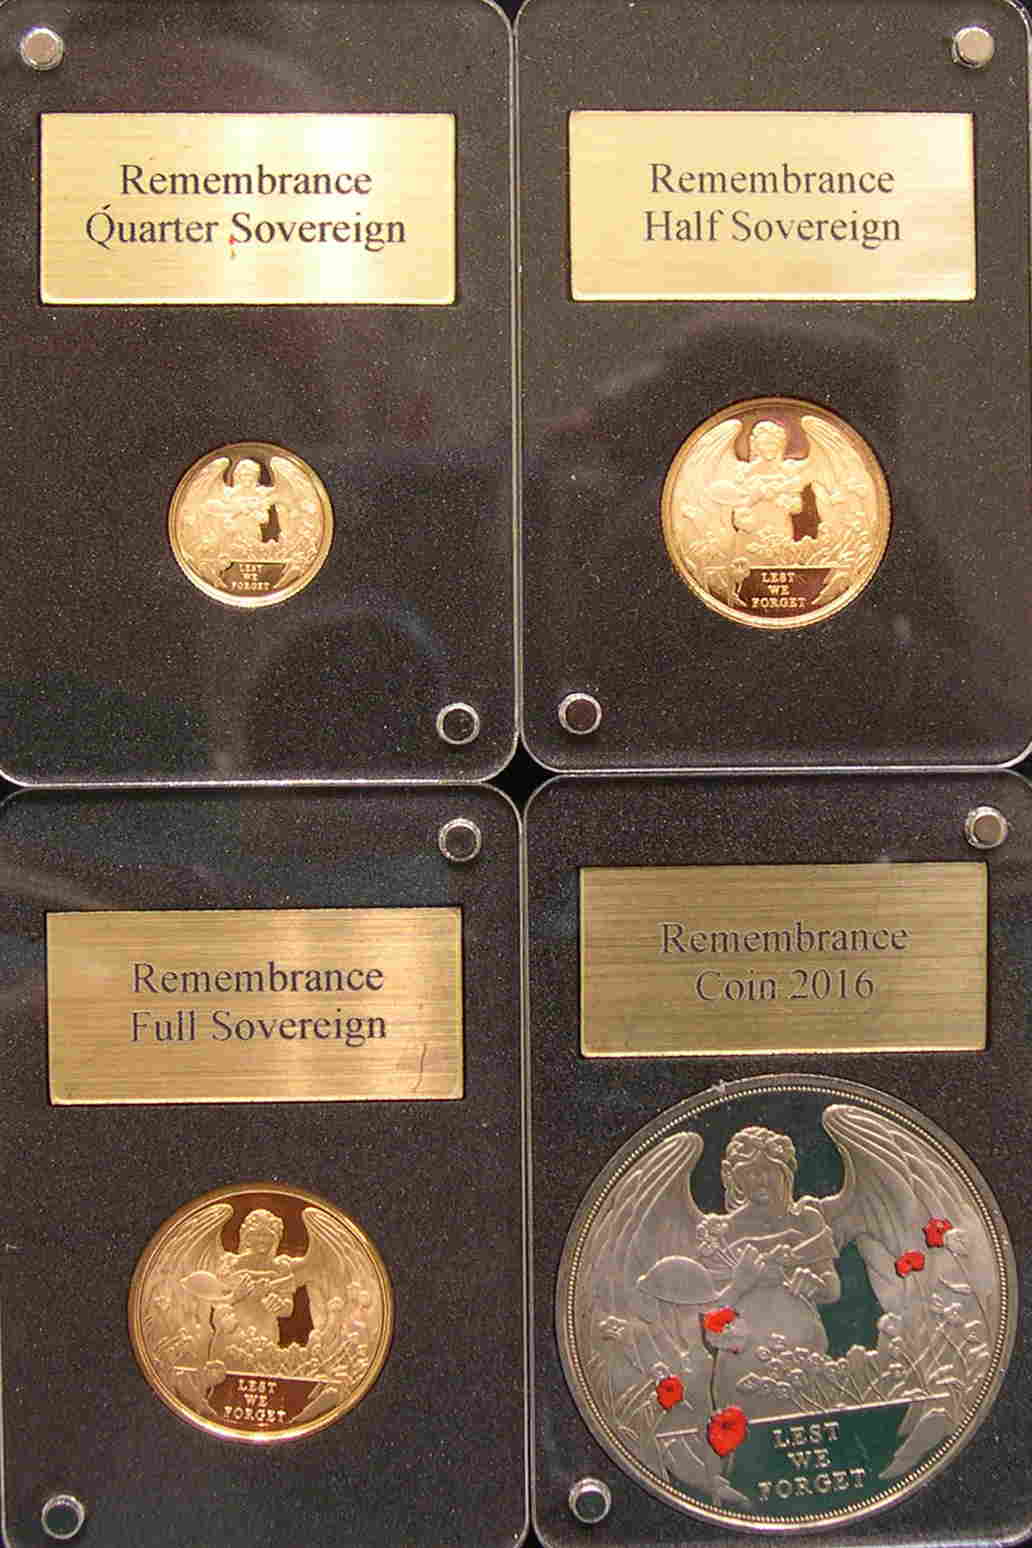 Remembrance
Quarter Sovereign
LEST
WE
FORGET
Remembrance
Half Sovereign
LEST
WE
FORGET
Remembrance
Full Sovereign
LEST
WE
FORGET
Remembrance
Coin 2016
LEST
WE
FORGET